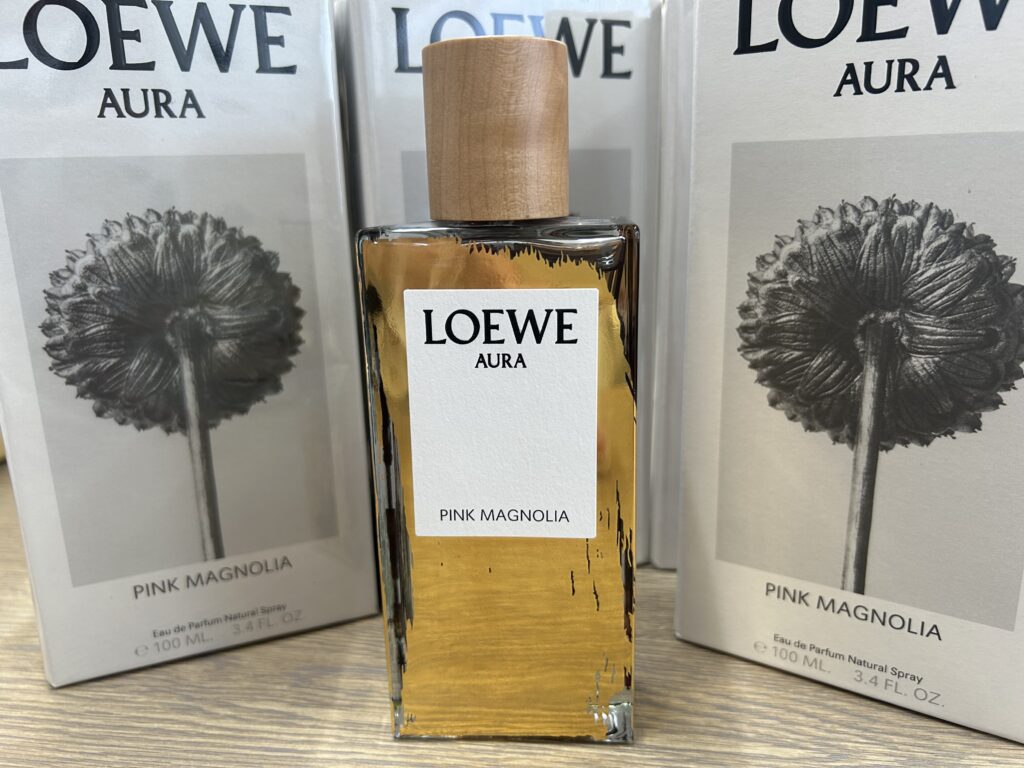 LOEWE
AURA
PINK MAGNOLIA
Eau de Parfum Natural Spray
℮ 100 ML. 3.4 FL. OZ
LOEWE
LOEWE
AURA
PINK MAGNOLIA
LOEWE
AURA
PINK MAGNOLIA
Eau de Parfum Natural Spray
℮ 100 ML. 3.4 FL. OZ.